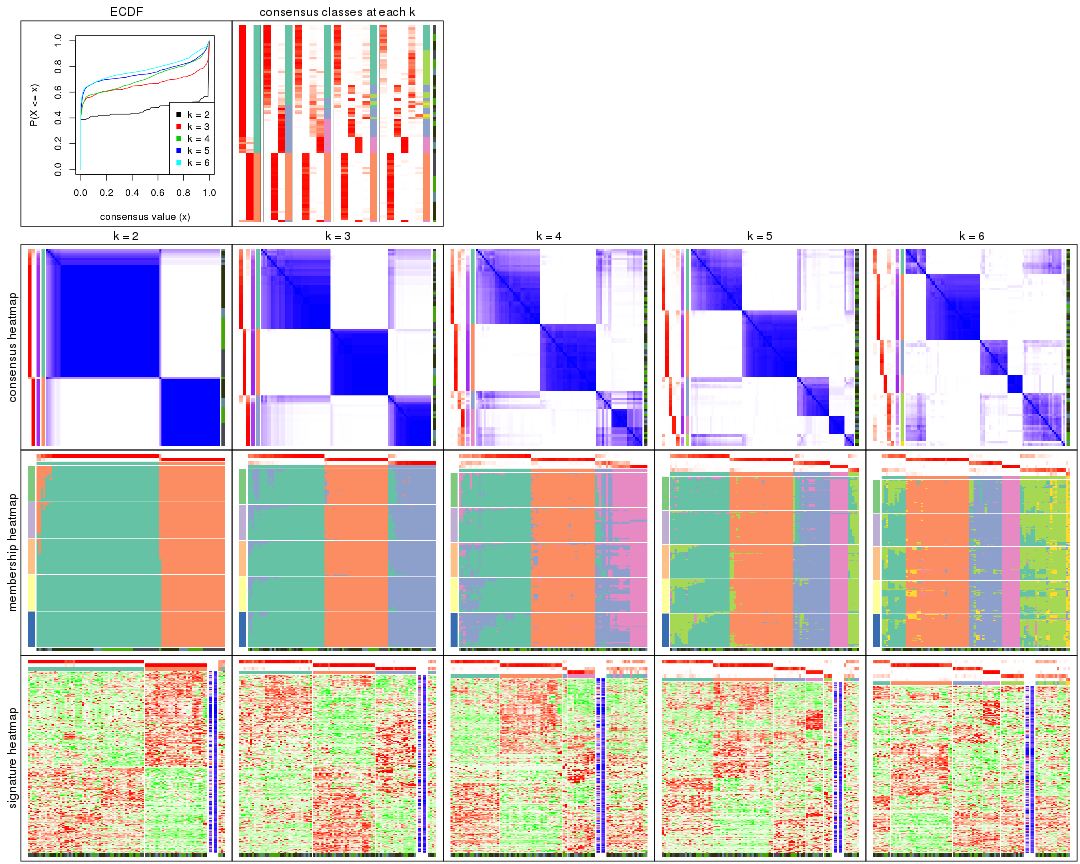 ECDF
consensus classes at each k
P(X <= x)
0.0
0.2
0.4
0.6
0.8
1.0
k = 2
k = 3
k = 4
k = 5
k = 6
0.0 0.2 0.4 0.6 0.8 1.0
consensus value (x)
k = 2
k = 3
k = 4
k = 5
k = 6
consensus heatmap
membership heatmap
signature heatmap